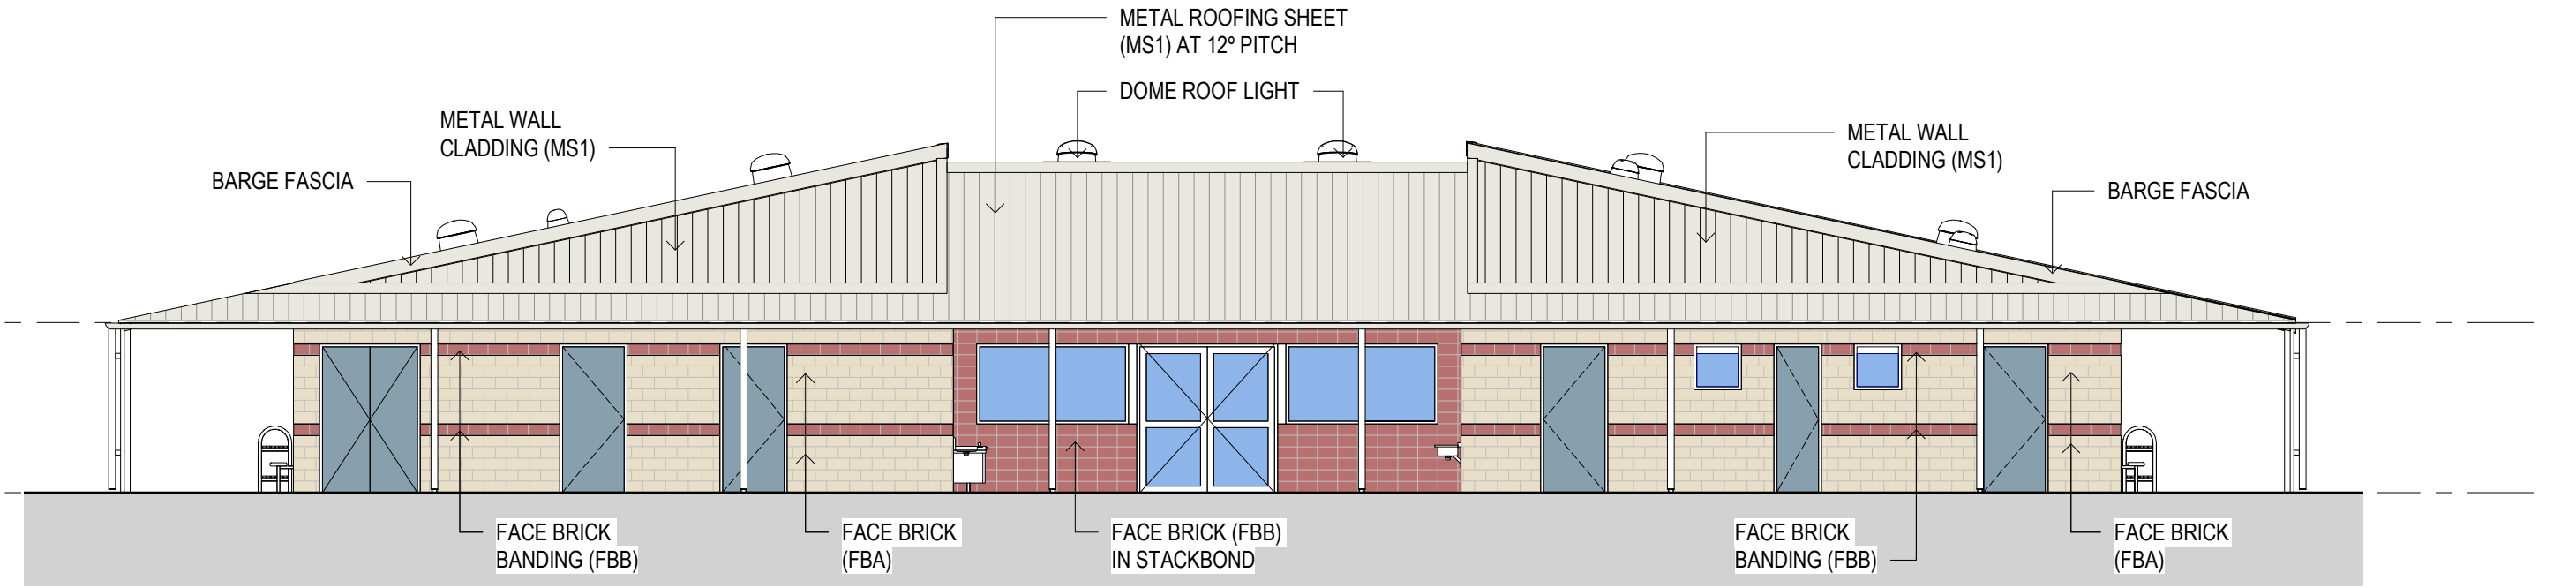 METAL ROOFING SHEET
(MS1) AT 12º PITCH
DOME ROOF LIGHT
METAL WALL
CLADDING (MS1)
BARGE FASCIA
METAL WALL
CLADDING (MS1)
BARGE FASCIA
FACE BRICK
BANDING (FBB)
FACE BRICK
(FBA)
FACE BRICK (FBB)
IN STACKBOND
FACE BRICK
BANDING (FBB)
FACE BRICK
(FBA)